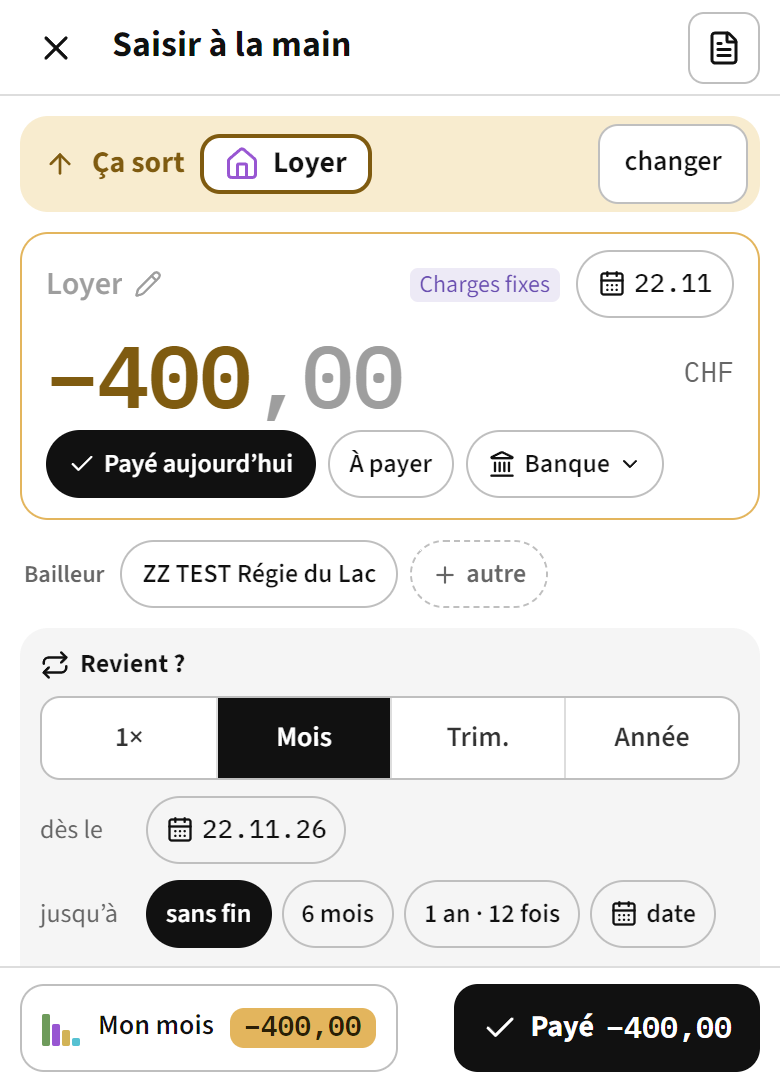 Saisir à la main
Ça sort Loyer changer
Loyer Charges fixes 22.11
−400,00 CHF
Payé aujourd’hui À payer Banque
Bailleur ZZ TEST Régie du Lac + autre
Revient ?
1× Mois Trim. Année
dès le 22.11.26
jusqu’à sans fin 6 mois 1 an · 12 fois date
Mon mois −400,00 Payé −400,00